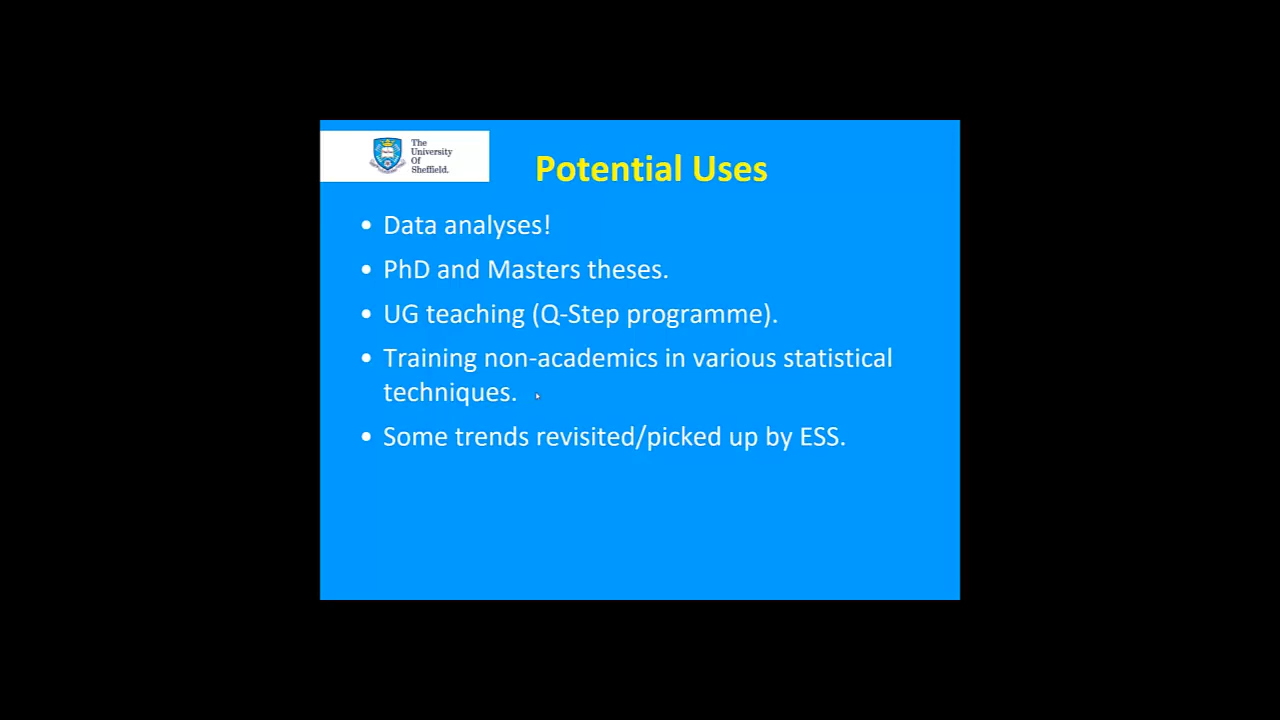 The
University
Of
Sheffield.
Potential Uses
• Data analyses!
• PhD and Masters theses.
• UG teaching (Q-Step programme).
• Training non-academics in various statistical
techniques.
• Some trends revisited/picked up by ESS.